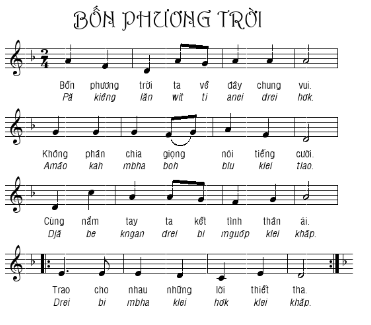 BỐN PHƯƠNG TRỜI
2 4
Bốn phương trời ta về đây chung vui.
Pă kiêng lăn wit ti anei drei hơk.
Không phân chia giọng nói tiếng cười.
Amâo kah mbha boh blu klei tlao.
Cùng nắm tay ta kết tình thân ái.
Djă be kngan drei bi mguôp klei khăp.
Trao cho nhau những lời thiết tha
Drei bi mbha klei hơk klei khăp.